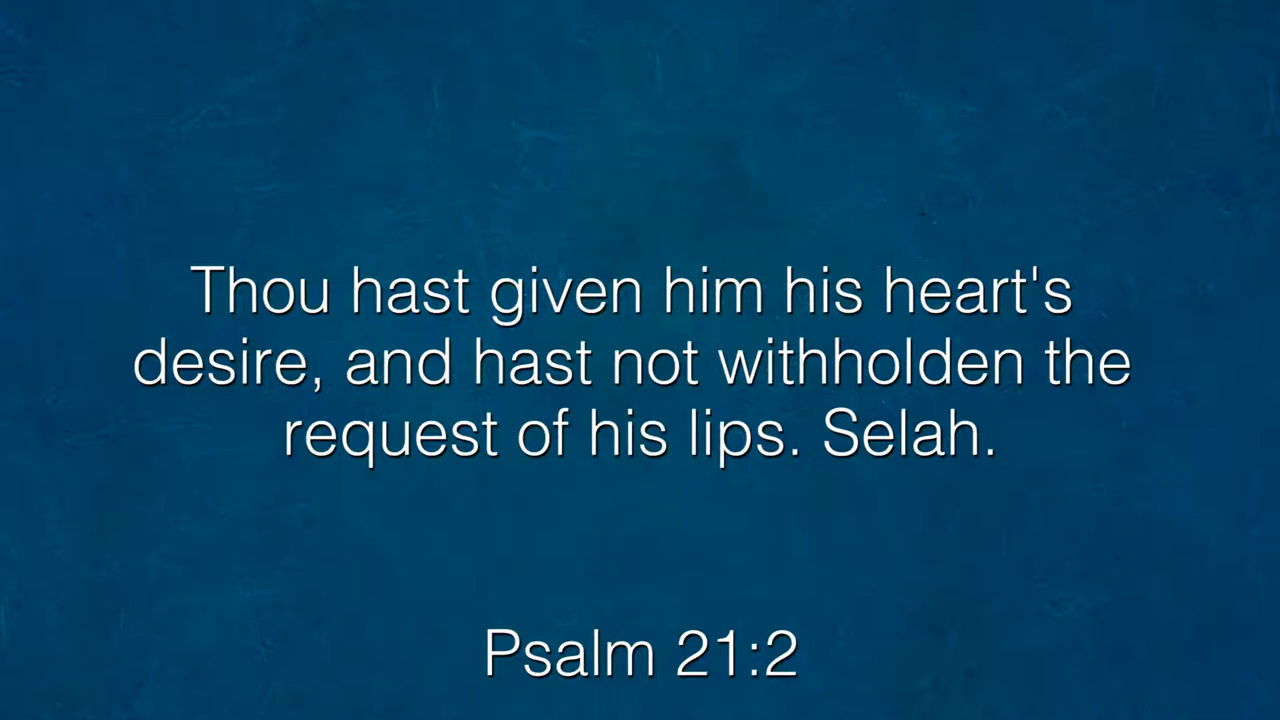 Thou hast given him his heart's
desire, and hast not withholden the
request of his lips. Selah.
Psalm 21:2